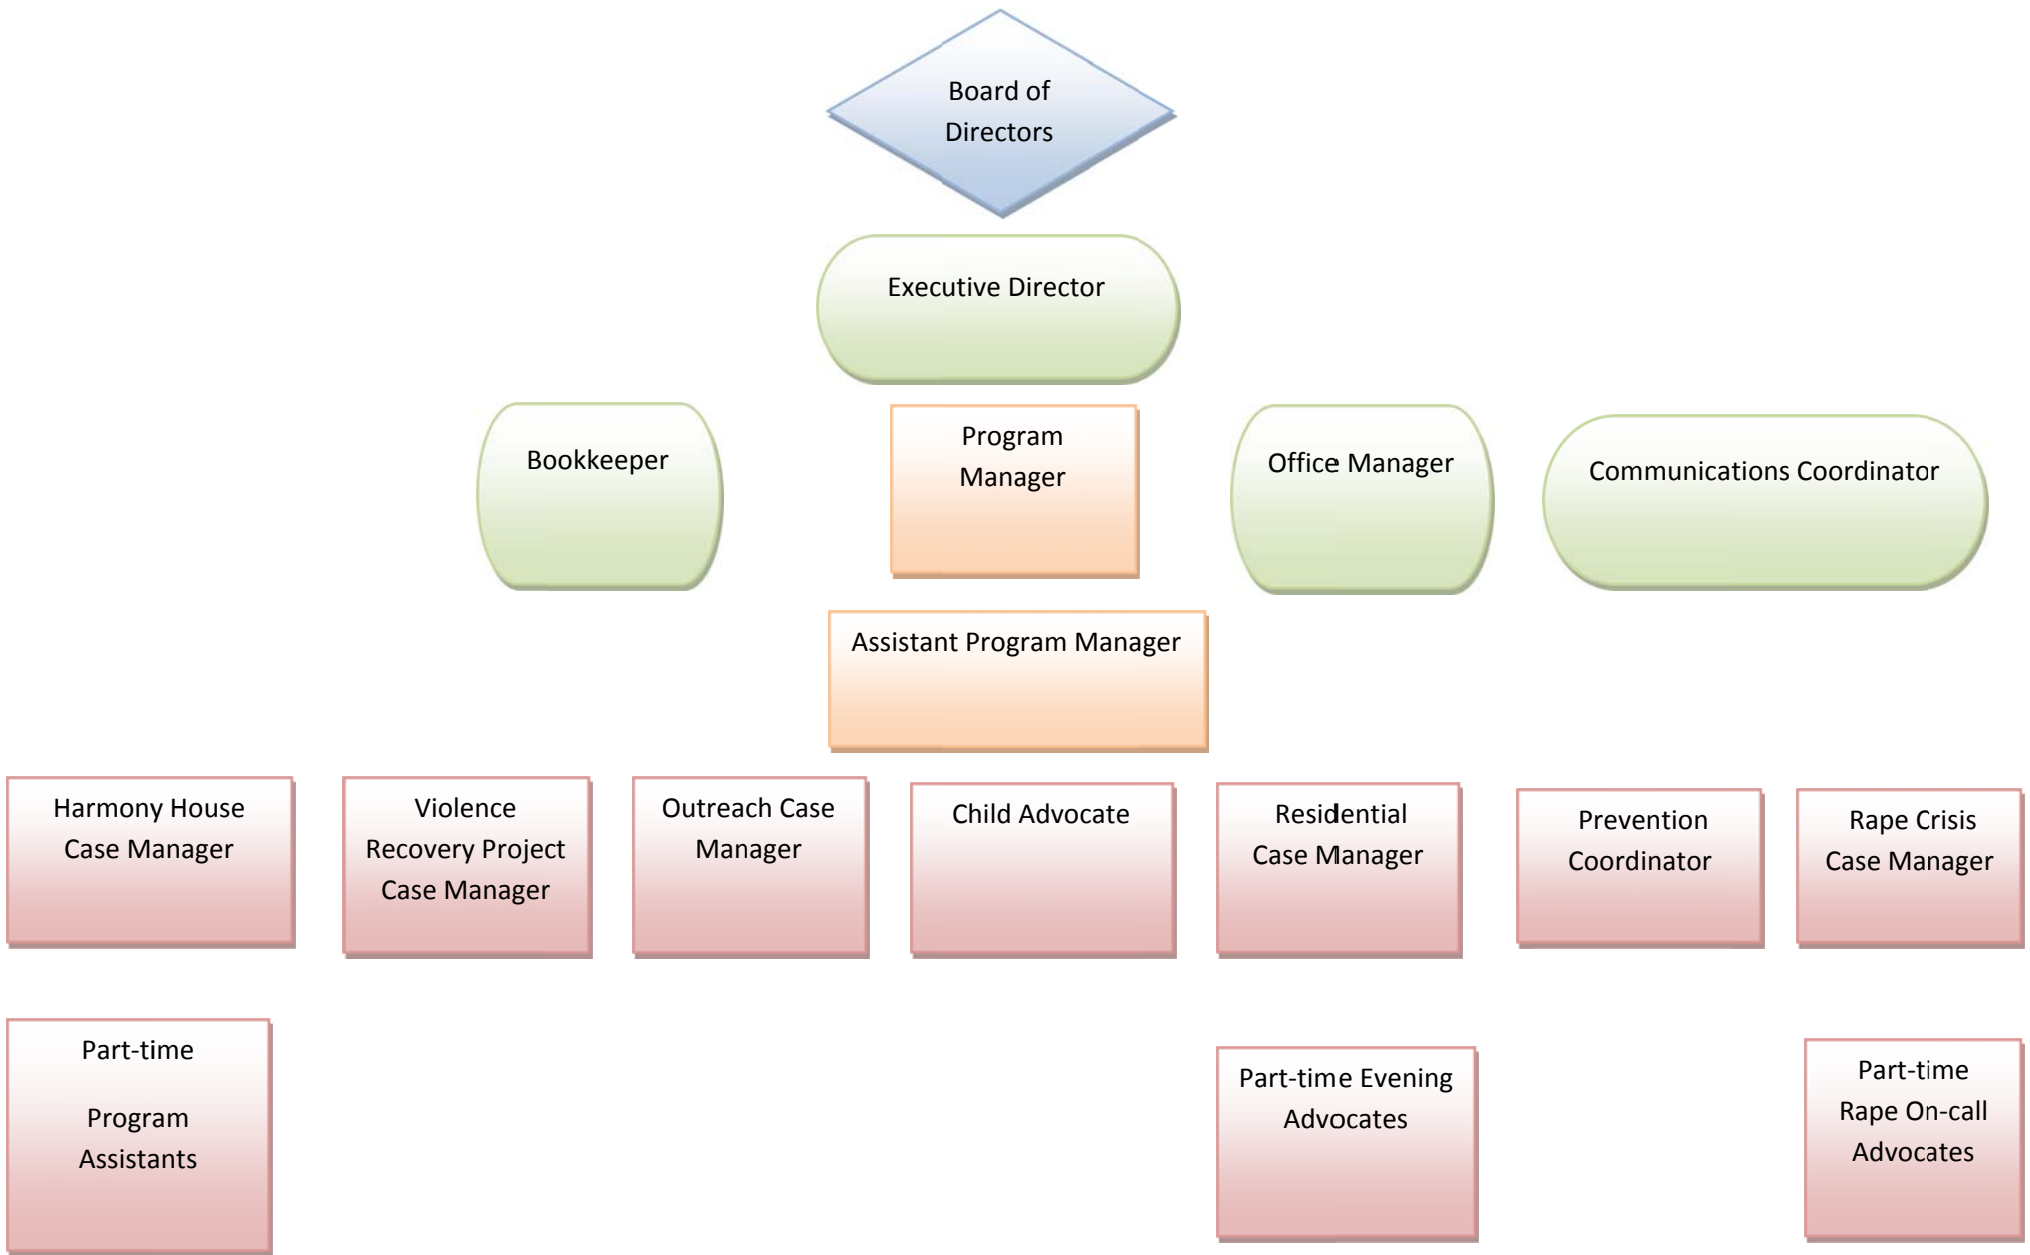 Board of
Directors
Executive Director
Bookkeeper
Program
Manager
Office Manager
Communications Coordinator
Assistant Program Manager
Harmony House
Case Manager
Violence
Recovery Project
Case Manager
Outreach Case
Manager
Child Advocate
Residential
Case Manager
Prevention
Coordinator
Rape Crisis
Case Manager
Part-time
Program
Assistants
Part-time Evening
Advocates
Part-time
Rape On-call
Advocates